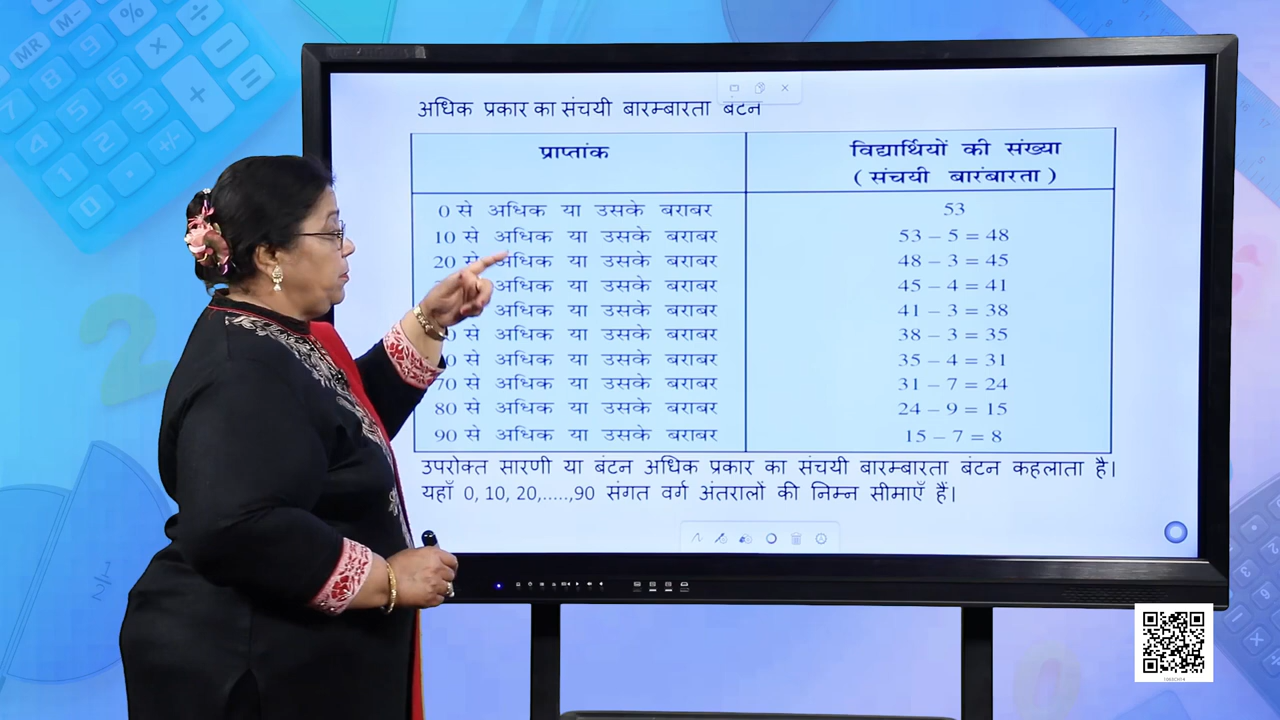 अधिक प्रकार का संचयी बारम्बारता बंटन
प्राप्तांक
विद्यार्थियों की संख्या
( संचयी बारंबारता )
0 से अधिक या उसके बराबर 53
10 से अधिक या उसके बराबर 53 – 5 = 48
20 से अधिक या उसके बराबर 48 – 3 = 45
अधिक या उसके बराबर 45 – 4 = 41
अधिक या उसके बराबर 41 – 3 = 38
0 से अधिक या उसके बराबर 38 – 3 = 35
0 से अधिक या उसके बराबर 35 – 4 = 31
70 से अधिक या उसके बराबर 31 – 7 = 24
80 से अधिक या उसके बराबर 24 – 9 = 15
90 से अधिक या उसके बराबर 15 – 7 = 8
उपरोक्त सारणी या बंटन अधिक प्रकार का संचयी बारम्बारता बंटन कहलाता है।
यहाँ 0, 10, 20,.....,90 संगत वर्ग अंतरालों की निम्न सीमाएँ हैं।